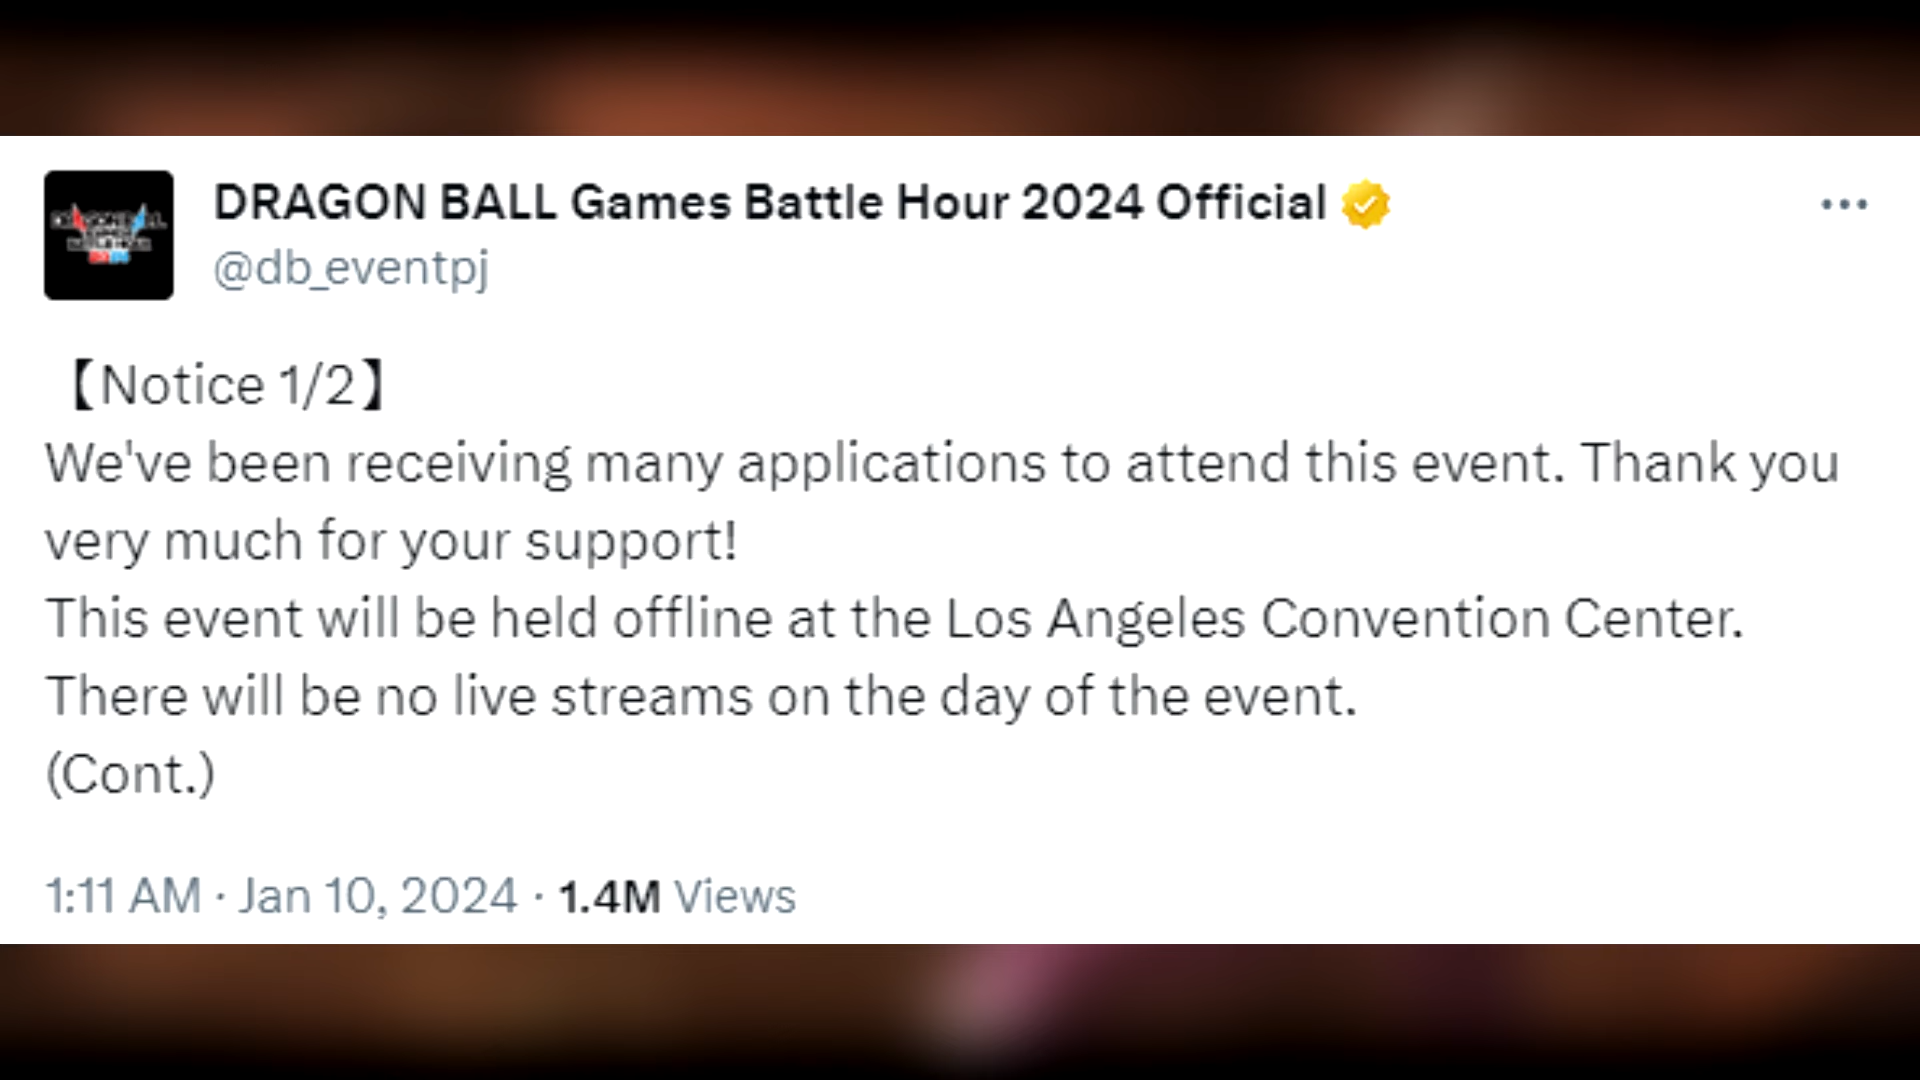 DRAGON BALL Games Battle Hour 2024 Official
@db_eventpj
【Notice 1/2】
We've been receiving many applications to attend this event. Thank you
very much for your support!
This event will be held offline at the Los Angeles Convention Center.
There will be no live streams on the day of the event.
(Cont.)
1:11 AM · Jan 10, 2024 · 1.4M Views